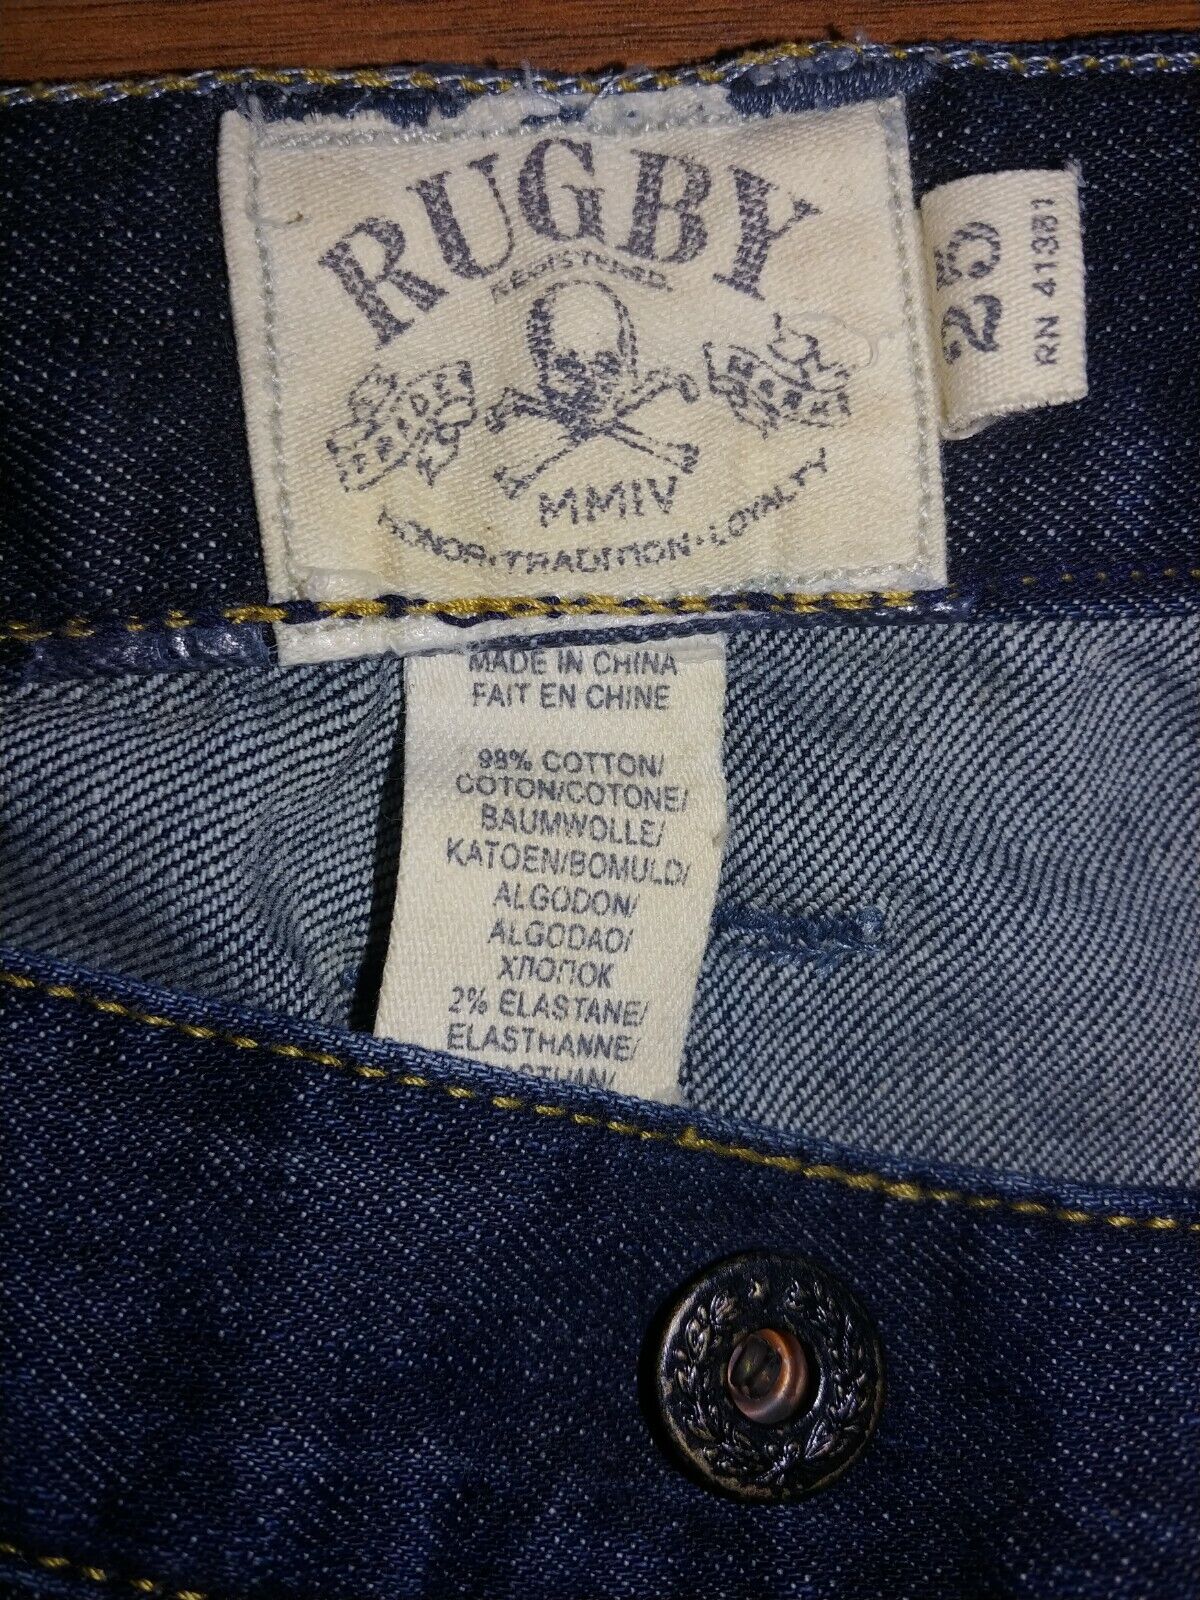 RUGBY
REGISTERED
MMIV
HONOR·TRADITION·LOYALTY
25
RN 41381
MADE IN CHINA
FAIT EN CHINE
98% COTTON/
COTON/COTONE/
BAUMWOLLE/
KATOEN/BOMULD/
ALGODON/
ALGODAO/
ХЛОПОК
2% ELASTANE/
ELASTHANNE/